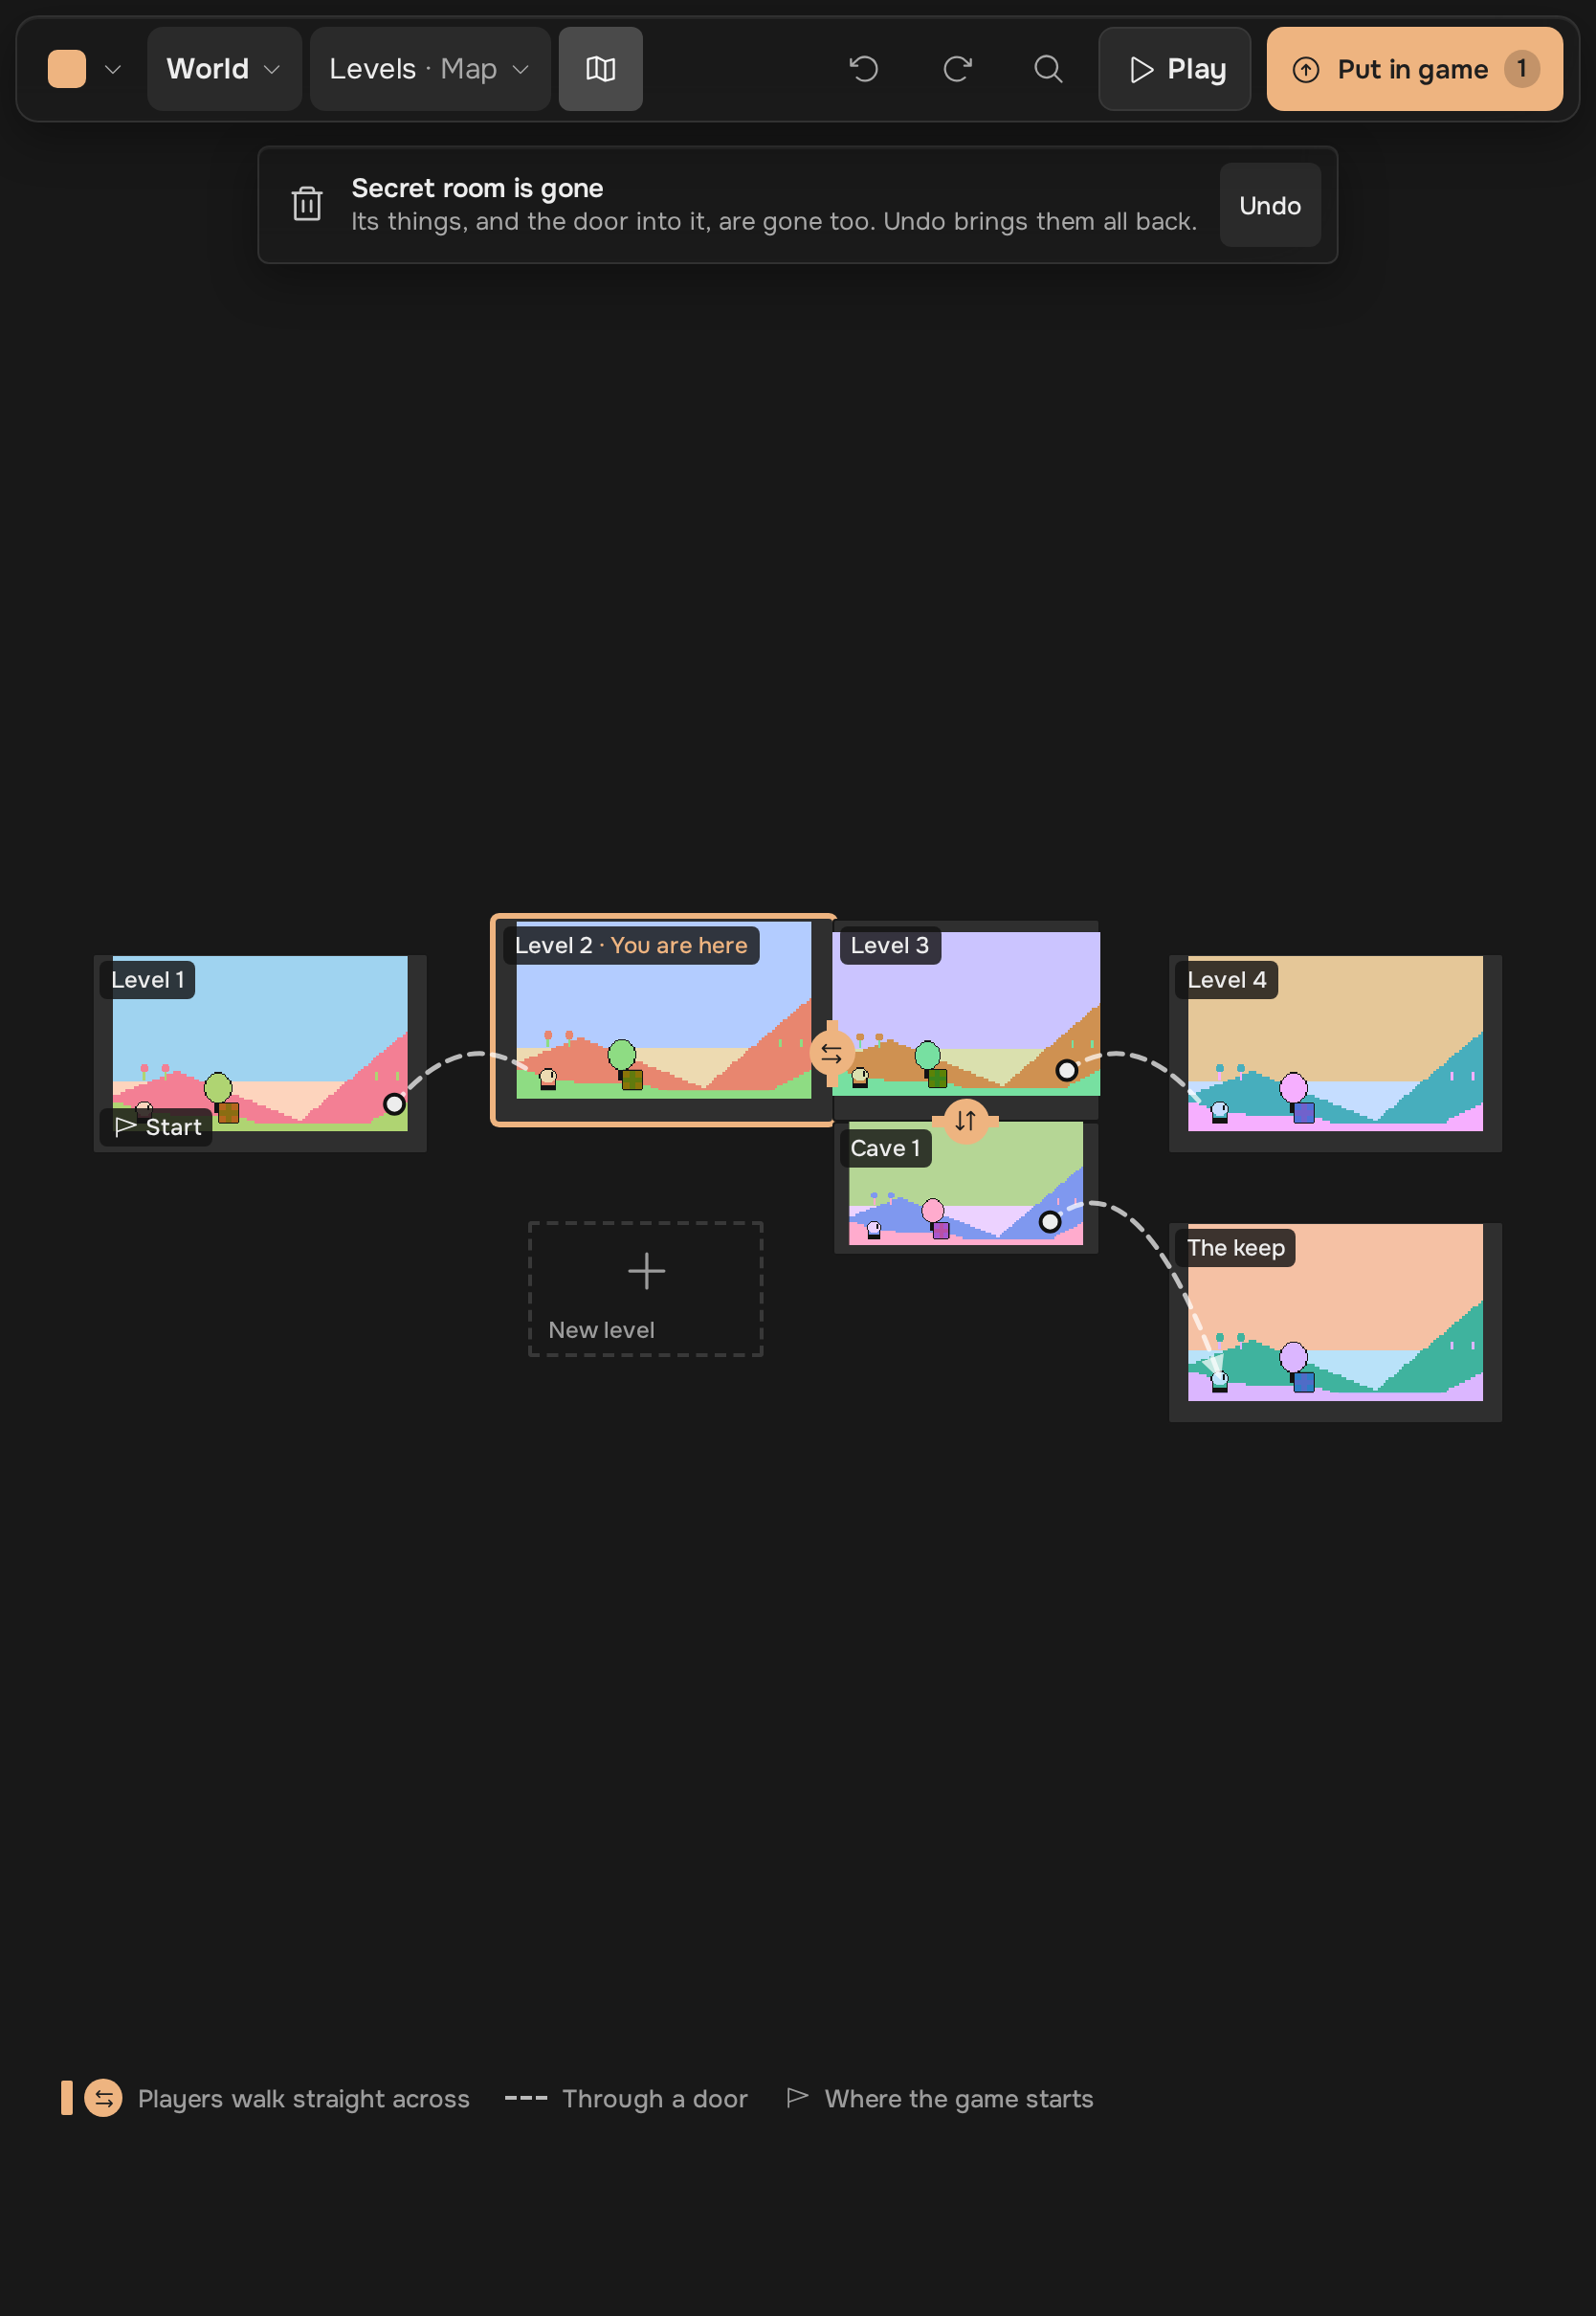 World
Levels · Map
Play
Put in game 1
Secret room is gone
Its things, and the door into it, are gone too. Undo brings them all back.
Undo
Level 1
Start
Level 2 · You are here
Level 3
Level 4
Cave 1
The keep
New level
Players walk straight across
Through a door
Where the game starts